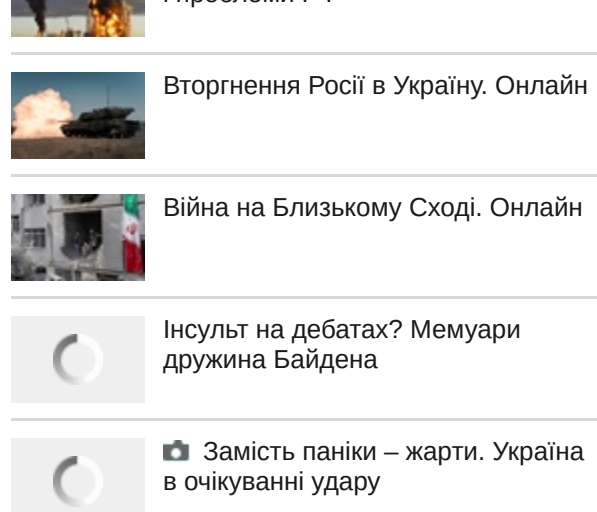 Вторгнення Росії в Україну. Онлайн
Війна на Близькому Сході. Онлайн
Інсульт на дебатах? Мемуари
дружина Байдена
Замість паніки – жарти. Україна
в очікуванні удару